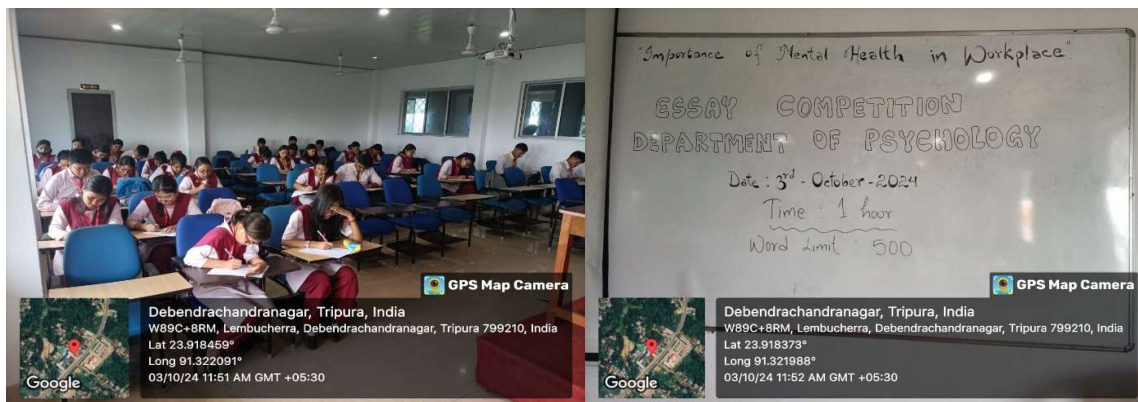 GPS Map Camera
Debendrachandranagar, Tripura, India
W89C+8RM, Lembucherra, Debendrachandranagar, Tripura 799210, India
Lat 23.918459°
Long 91.322091°
03/10/24 11:51 AM GMT +05:30
Google
"Importance of Mental Health in Workplace"
ESSAY COMPETITION
DEPARTMENT OF PSYCHOLOGY
Date : 3rd - October - 2024
Time : 1 hour
Word Limit : 500
GPS Map Camera
Debendrachandranagar, Tripura, India
W89C+8RM, Lembucherra, Debendrachandranagar, Tripura 799210, India
Lat 23.918373°
Long 91.321988°
03/10/24 11:52 AM GMT +05:30
Google